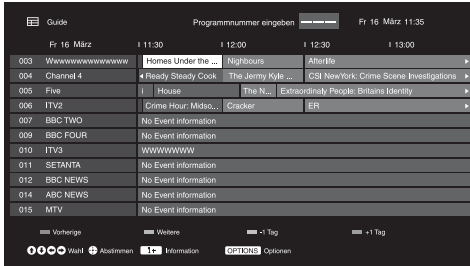 Guide Programmnummer eingeben Fr 16 März 11:35
Fr 16 März 11:30 12:00 12:30 13:00
003 Wwwwwwwwwwwwww Homes Under the ... Nighbours Afterlife
004 Channel 4 Ready Steady Cook The Jermy Kyle ... CSI NewYork: Crime Scene Investigations
005 Five i House The N... Extraordinaly People: Britains Identity
006 ITV2 Crime Hour: Midso... Cracker ER
007 BBC TWO No Event information
009 BBC FOUR No Event information
010 ITV3 WWWWWWW
011 SETANTA No Event information
012 BBC NEWS No Event information
014 ABC NEWS No Event information
015 MTV No Event information
Vorherige Weitere -1 Tag +1 Tag
Wahl Abstimmen 1+ Information OPTIONS Optionen